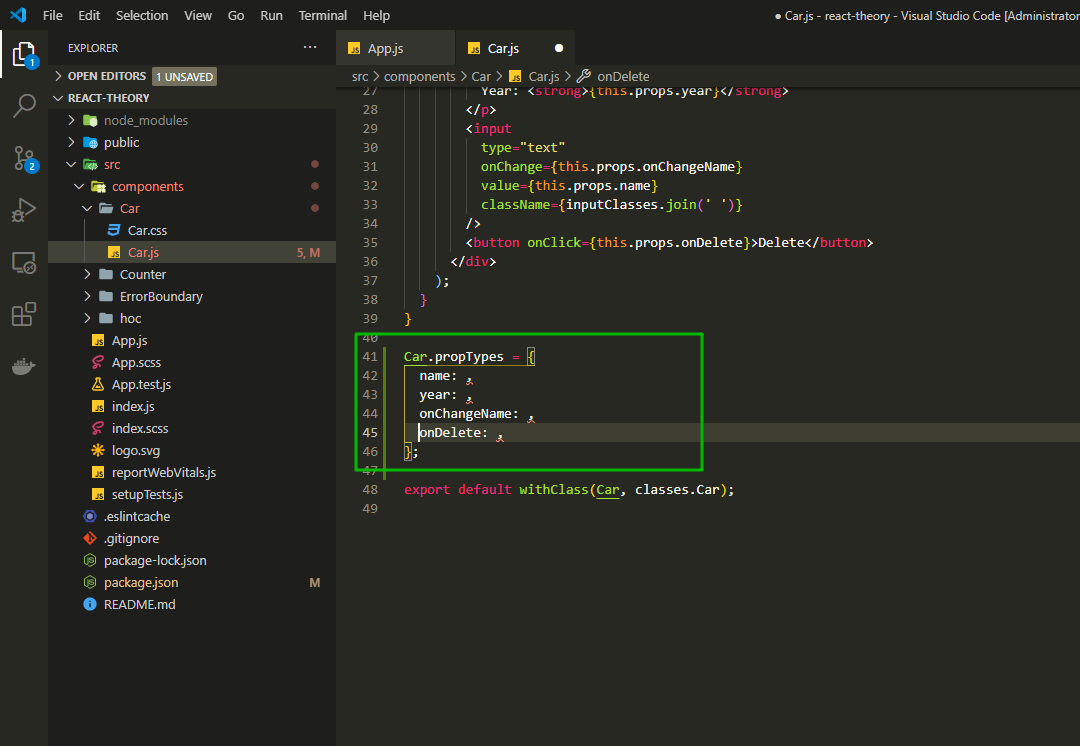 File Edit Selection View Go Run Terminal Help ● Car.js - react-theory - Visual Studio Code [Administrator
EXPLORER ···
App.js
Car.js
1
OPEN EDITORS 1 UNSAVED
src > components > Car > Car.js > onDelete
REACT-THEORY
node_modules
public
src
components
Car
Car.css
Car.js 5, M
Counter
ErrorBoundary
hoc
App.js
App.scss
App.test.js
index.js
index.scss
logo.svg
reportWebVitals.js
setupTests.js
.eslintcache
.gitignore
package-lock.json
package.json M
README.md
2
27 Year: <strong>{this.props.year}</strong>
28 </p>
29 <input
30 type="text"
31 onChange={this.props.onChangeName}
32 value={this.props.name}
33 className={inputClasses.join(' ')}
34 />
35 <button onClick={this.props.onDelete}>Delete</button>
36 </div>
37 );
38 }
39 }
40
41 Car.propTypes = {
42 name: ,
43 year: ,
44 onChangeName: ,
45 onDelete: ,
46 };
47
48 export default withClass(Car, classes.Car);
49